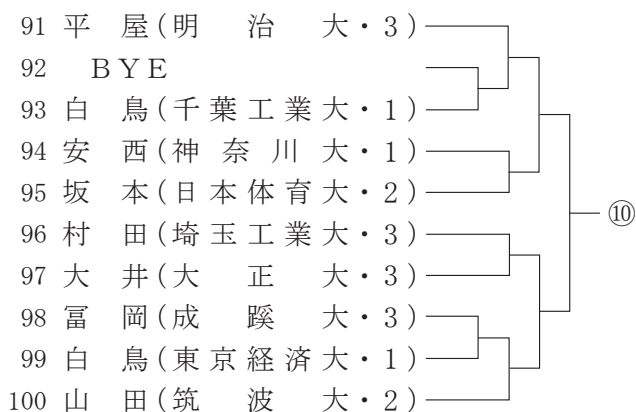 91 平 屋(明 治 大・3)
92 BYE
93 白 鳥(千葉工業大・1)
94 安 西(神 奈 川 大・1)
95 坂 本(日本体育大・2)
96 村 田(埼玉工業大・3)
97 大 井(大 正 大・3)
98 冨 岡(成 蹊 大・3)
99 白 鳥(東京経済大・1)
100 山 田(筑 波 大・2)
⑩